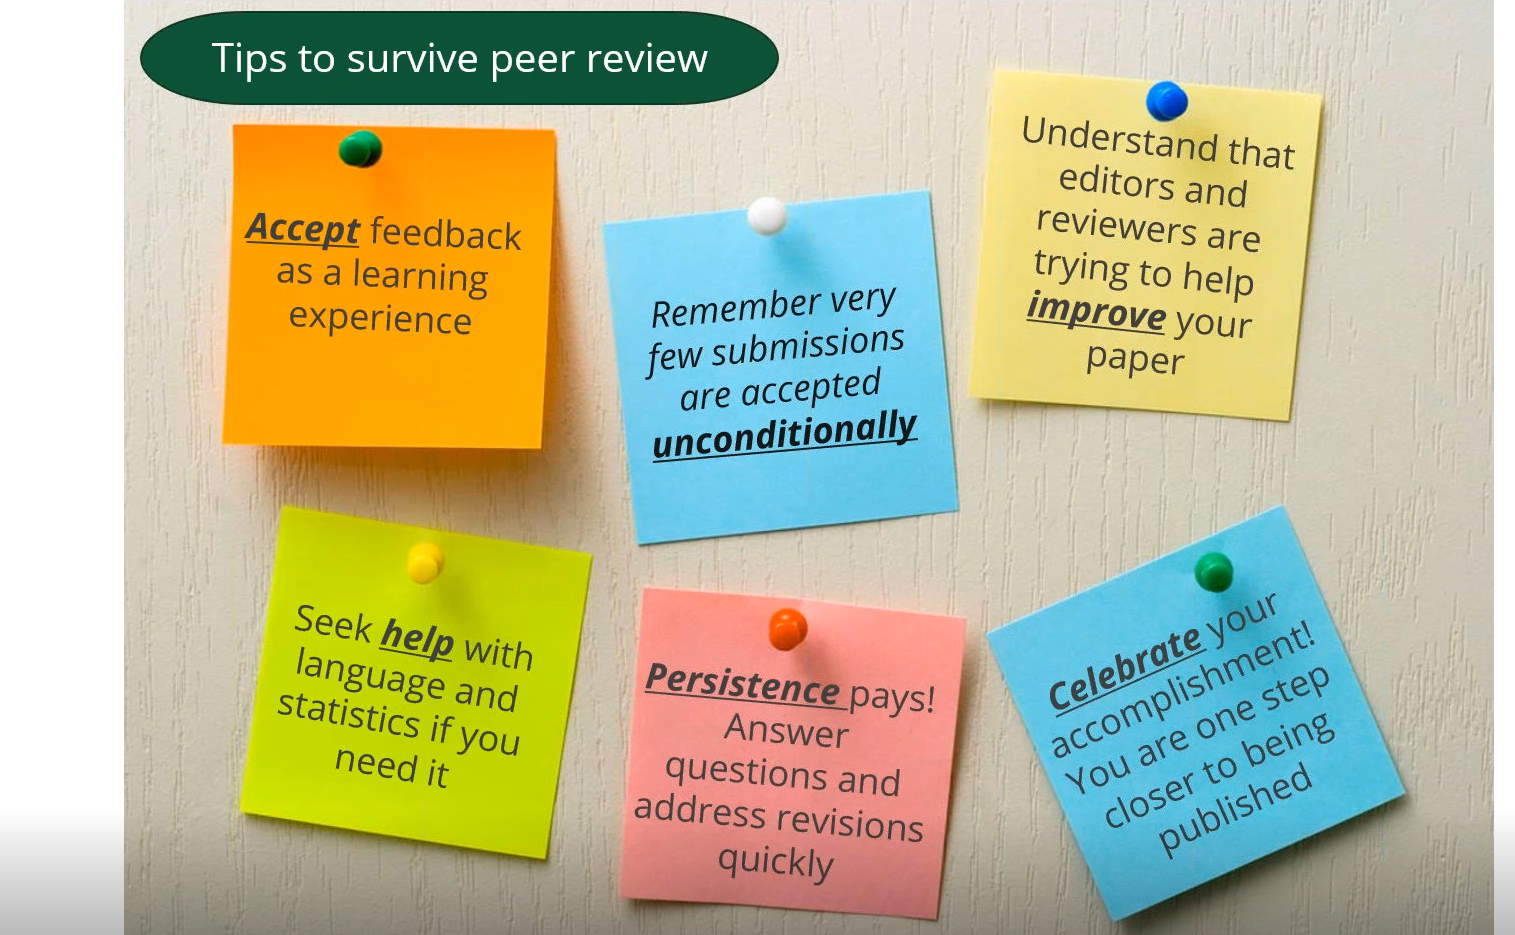 Tips to survive peer review
Accept feedback
as a learning
experience
Remember very
few submissions
are accepted
unconditionally
Understand that
editors and
reviewers are
trying to help
improve your
paper
Seek help with
language and
statistics if you
need it
Persistence pays!
Answer
questions and
address revisions
quickly
Celebrate your
accomplishment!
You are one step
closer to being
published